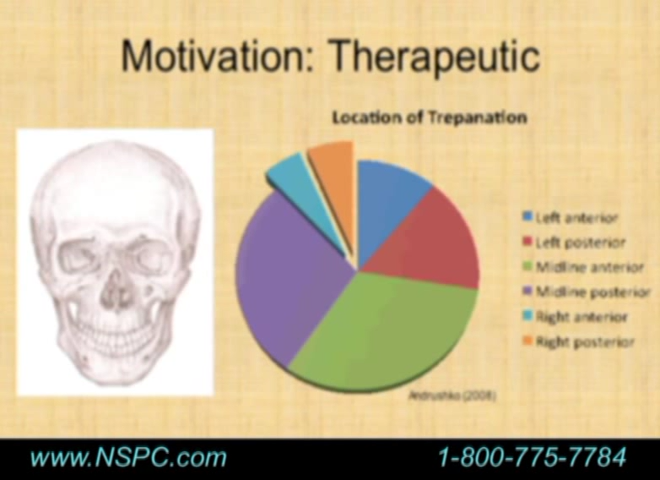 Motivation: Therapeutic
Location of Trepanation
Left anterior
Left posterior
Midline anterior
Midline posterior
Right anterior
Right posterior
Andrushko (2008)
www.NSPC.com
1-800-775-7784